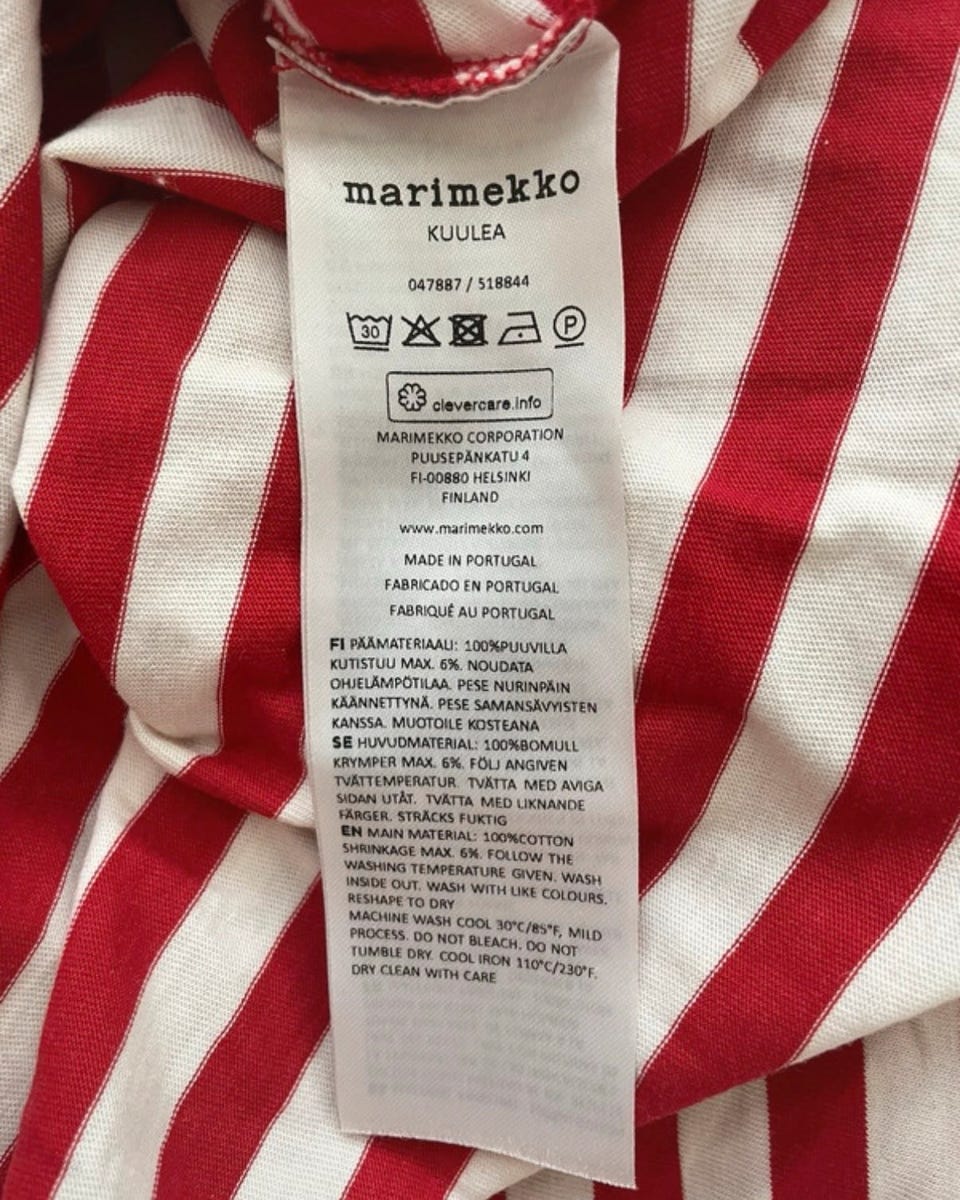 marimekko
KUULEA
047887 / 518844
30 P
clevercare.info
MARIMEKKO CORPORATION
PUUSEPÄNKATU 4
FI-00880 HELSINKI
FINLAND
www.marimekko.com
MADE IN PORTUGAL
FABRICADO EN PORTUGAL
FABRIQUÉ AU PORTUGAL
FI PÄÄMATERIAALI: 100%PUUVILLA
KUTISTUU MAX. 6%. NOUDATA
OHJELÄMPÖTILAA. PESE NURINPÄIN
KÄÄNNETTYNÄ. PESE SAMANSÄVYISTEN
KANSSA. MUOTOILE KOSTEANA
SE HUVUDMATERIAL: 100%BOMULL
KRYMPER MAX. 6%. FÖLJ ANGIVEN
TVÄTTEMPERATUR. TVÄTTA MED AVIGA
SIDAN UTÅT. TVÄTTA MED LIKNANDE
FÄRGER. STRÄCKS FUKTIG
EN MAIN MATERIAL: 100%COTTON
SHRINKAGE MAX. 6%. FOLLOW THE
WASHING TEMPERATURE GIVEN. WASH
INSIDE OUT. WASH WITH LIKE COLOURS.
RESHAPE TO DRY
MACHINE WASH COOL 30°C/85°F, MILD
PROCESS. DO NOT BLEACH. DO NOT
TUMBLE DRY. COOL IRON 110°C/230°F.
DRY CLEAN WITH CARE